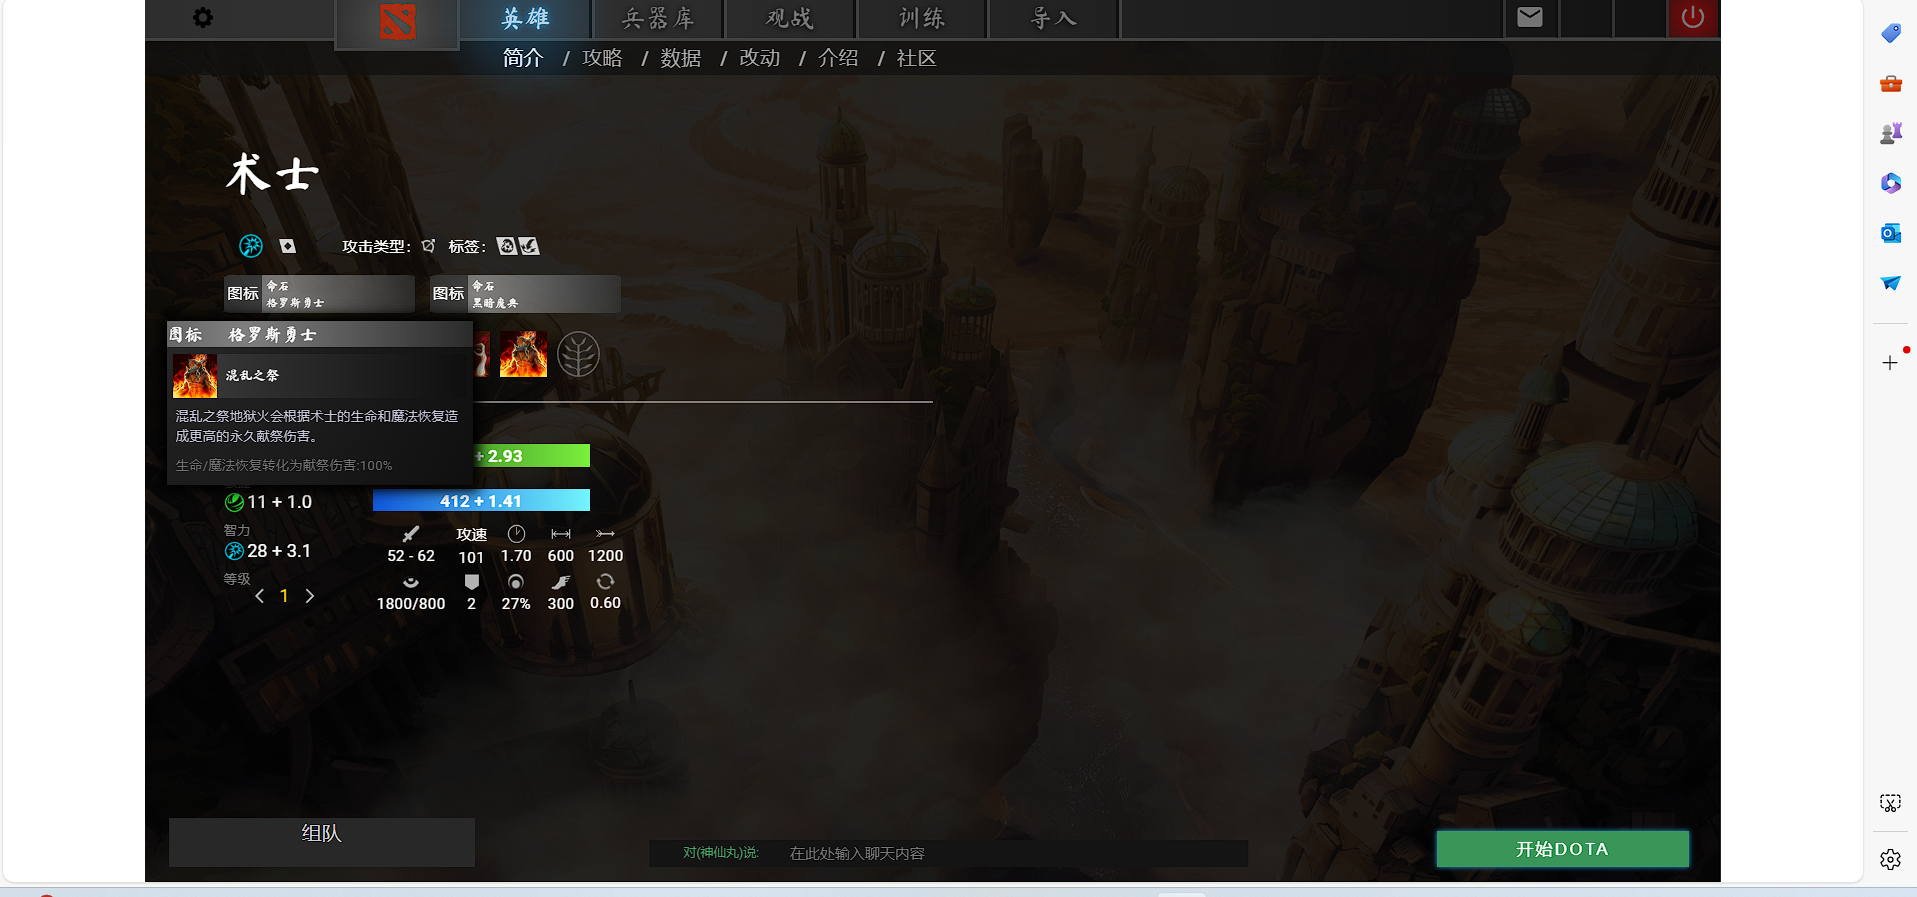 英雄
兵器库
观战
训练
导入
简介 / 攻略 / 数据 / 改动 / 介绍 / 社区
术士
攻击类型： 标签：
图标 命石
格罗斯勇士
图标 命石
黑暗魔典
图标 格罗斯勇士
混乱之祭
混乱之祭地狱火会根据术士的生命和魔法恢复造
成更高的永久献祭伤害。
生命/魔法恢复转化为献祭伤害:100%
+ 2.93
11 + 1.0
412 + 1.41
智力
28 + 3.1
攻速
52 - 62 101 1.70 600 1200
等级
1
1800/800 2 27% 300 0.60
组队
对(神仙丸)说: 在此处输入聊天内容
开始DOTA